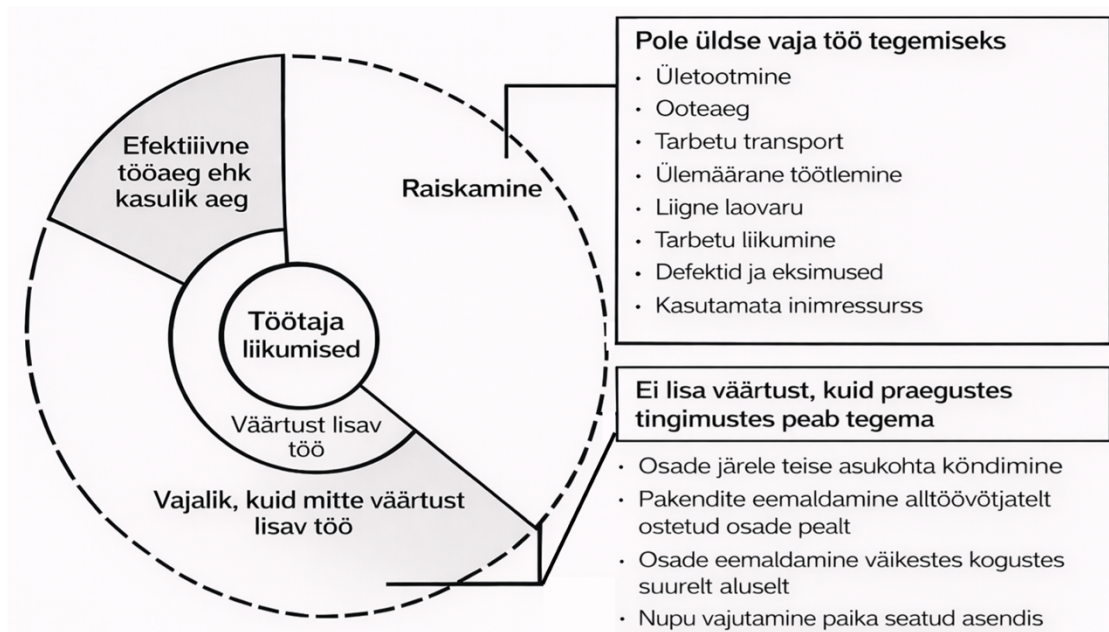 Efektiiivne
tööaeg ehk
kasulik aeg
Raiskamine
Töötaja
liikumised
Väärtust lisav
töö
Vajalik, kuid mitte väärtust
lisav töö
Pole üldse vaja töö tegemiseks
• Ületootmine
• Ooteaeg
• Tarbetu transport
• Ülemäärane töötlemine
• Liigne laovaru
• Tarbetu liikumine
• Defektid ja eksimused
• Kasutamata inimressurss
Ei lisa väärtust, kuid praegustes
tingimustes peab tegema
• Osade järele teise asukohta kõndimine
• Pakendite eemaldamine alltöövõtjatelt
ostetud osade pealt
• Osade eemaldamine väikestes kogustes
suurelt aluselt
• Nupu vajutamine paika seatud asendis